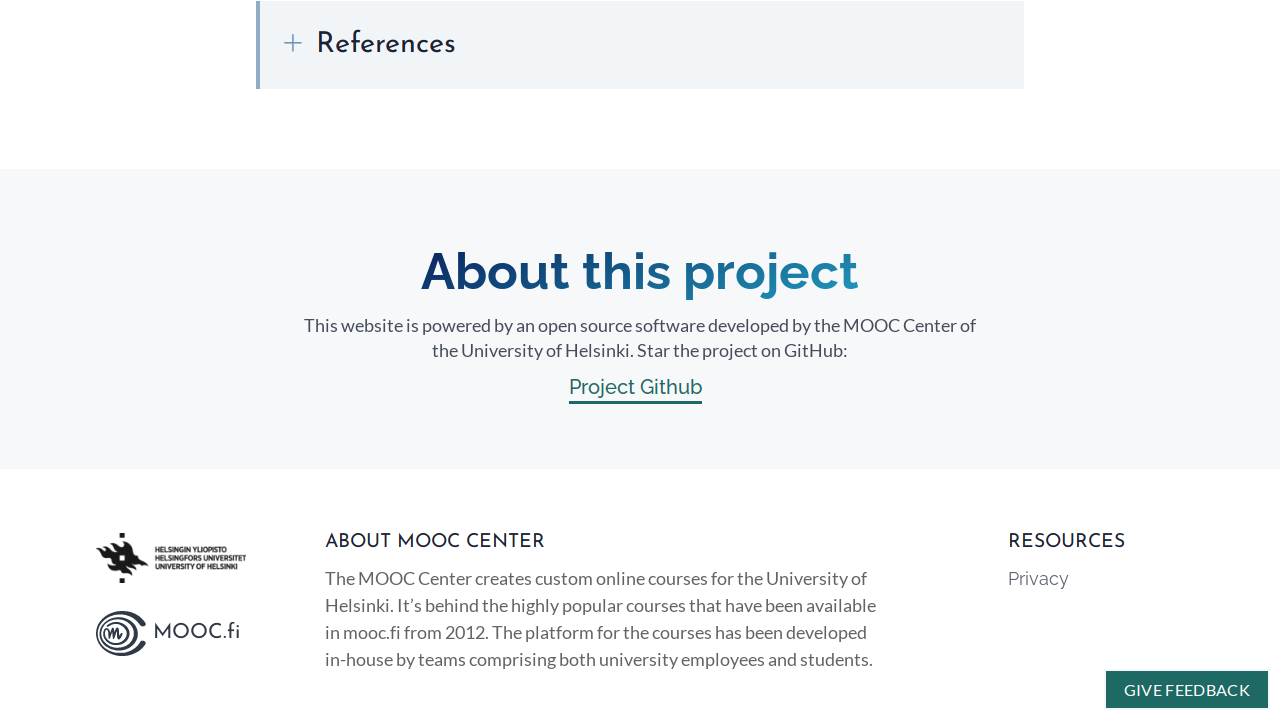 References
About this project
This website is powered by an open source software developed by the MOOC Center of
the University of Helsinki. Star the project on GitHub:
Project Github
HELSINGIN YLIOPISTO
HELSINGFORS UNIVERSITET
UNIVERSITY OF HELSINKI
MOOC.fi
ABOUT MOOC CENTER
The MOOC Center creates custom online courses for the University of
Helsinki. It’s behind the highly popular courses that have been available
in mooc.fi from 2012. The platform for the courses has been developed
in-house by teams comprising both university employees and students.
RESOURCES
Privacy
GIVE FEEDBACK